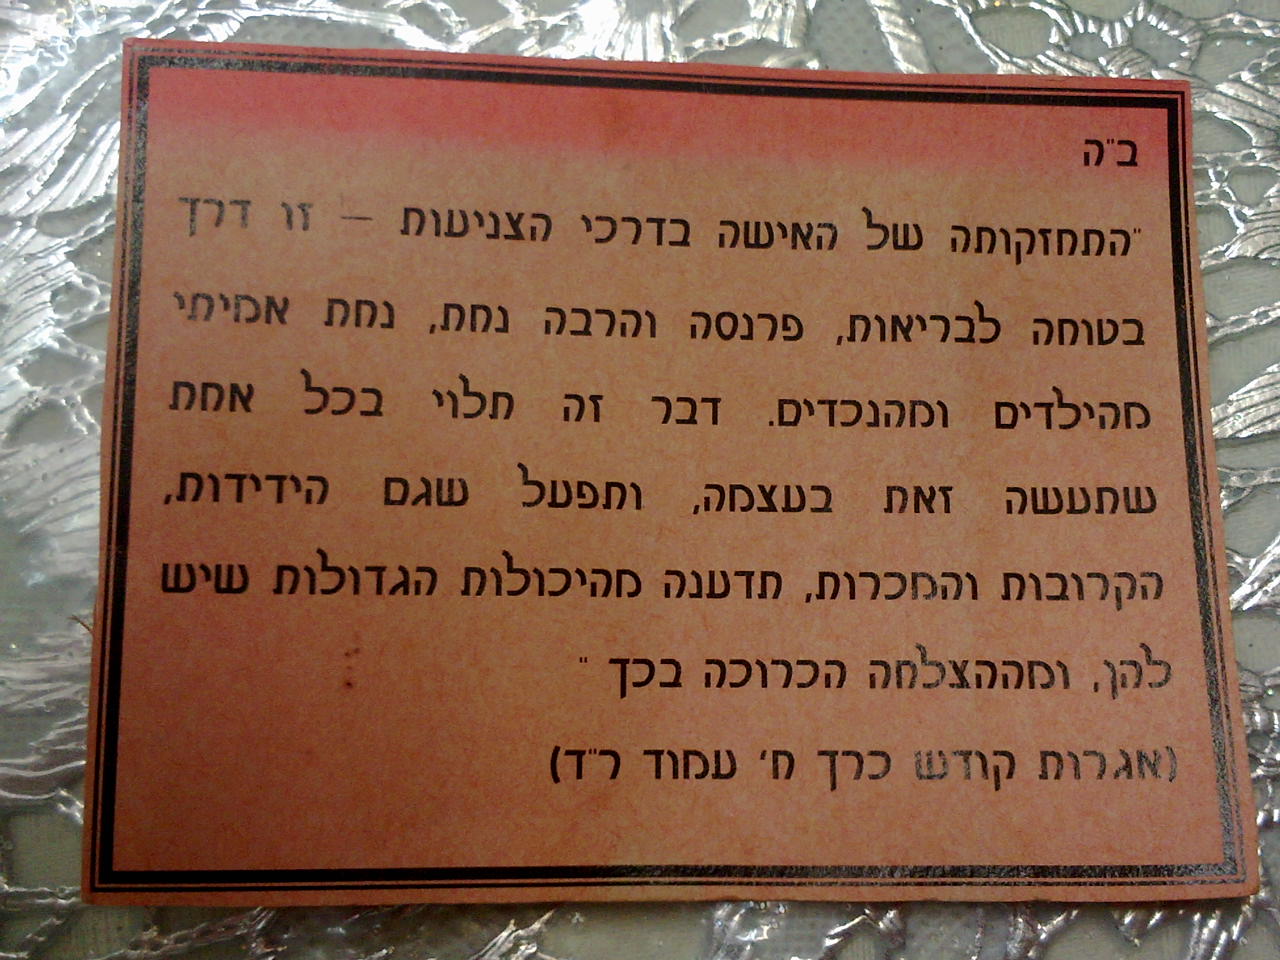 ב"ה
"התחזקותה של האישה בדרכי הצניעות – זו דרך
בטוחה לבריאות, פרנסה והרבה נחת, נחת אמיתי
מהילדים ומהנכדים. דבר זה תלוי בכל אחת
שתעשה זאת בעצמה, ותפעל שגם הידידות,
הקרובות והמכרות, תדענה מהיכולות הגדולות שיש
להן, ומההצלחה הכרוכה בכך "
(אגרות קודש כרך ח' עמוד ר"ד)